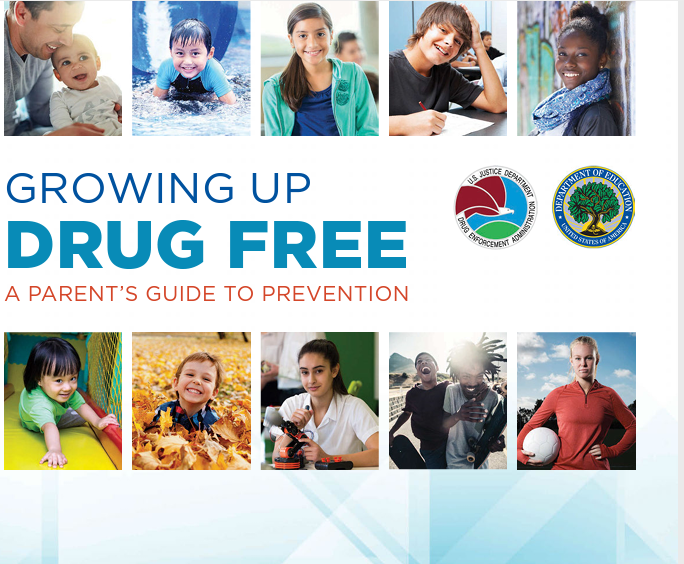 GROWING UP
DRUG FREE
A PARENT'S GUIDE TO PREVENTION
U.S. JUSTICE DEPARTMENT
DRUG ENFORCEMENT ADMINISTRATION
DEPARTMENT OF EDUCATION
UNITED STATES OF AMERICA